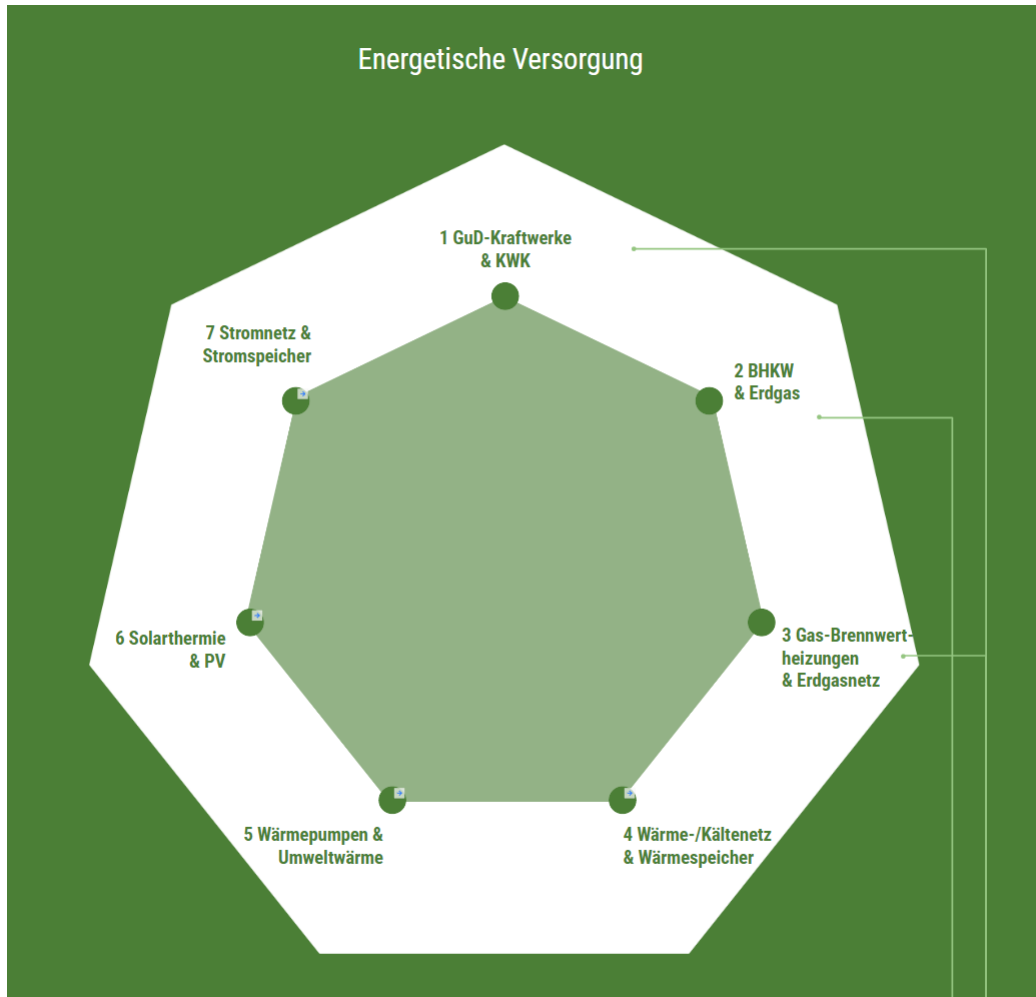 Energetische Versorgung
1 GuD-Kraftwerke
& KWK
2 BHKW
& Erdgas
3 Gas-Brennwert-
heizungen
& Erdgasnetz
4 Wärme-/Kältenetz
& Wärmespeicher
5 Wärmepumpen &
Umweltwärme
6 Solarthermie
& PV
7 Stromnetz &
Stromspeicher